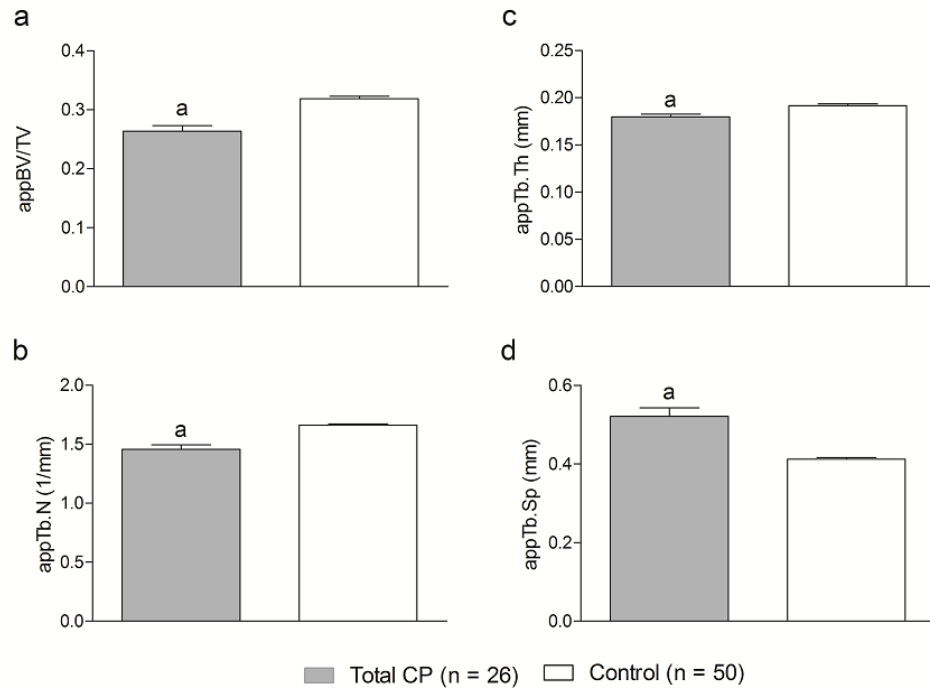 a
0.4
0.3
0.2
0.1
0.0
appBV/TV
a
c
0.25
0.20
0.15
0.10
0.05
0.00
appTb.Th (mm)
a
b
2.0
1.5
1.0
0.5
0.0
appTb.N (1/mm)
a
d
0.6
0.4
0.2
0.0
appTb.Sp (mm)
a
Total CP (n = 26) Control (n = 50)